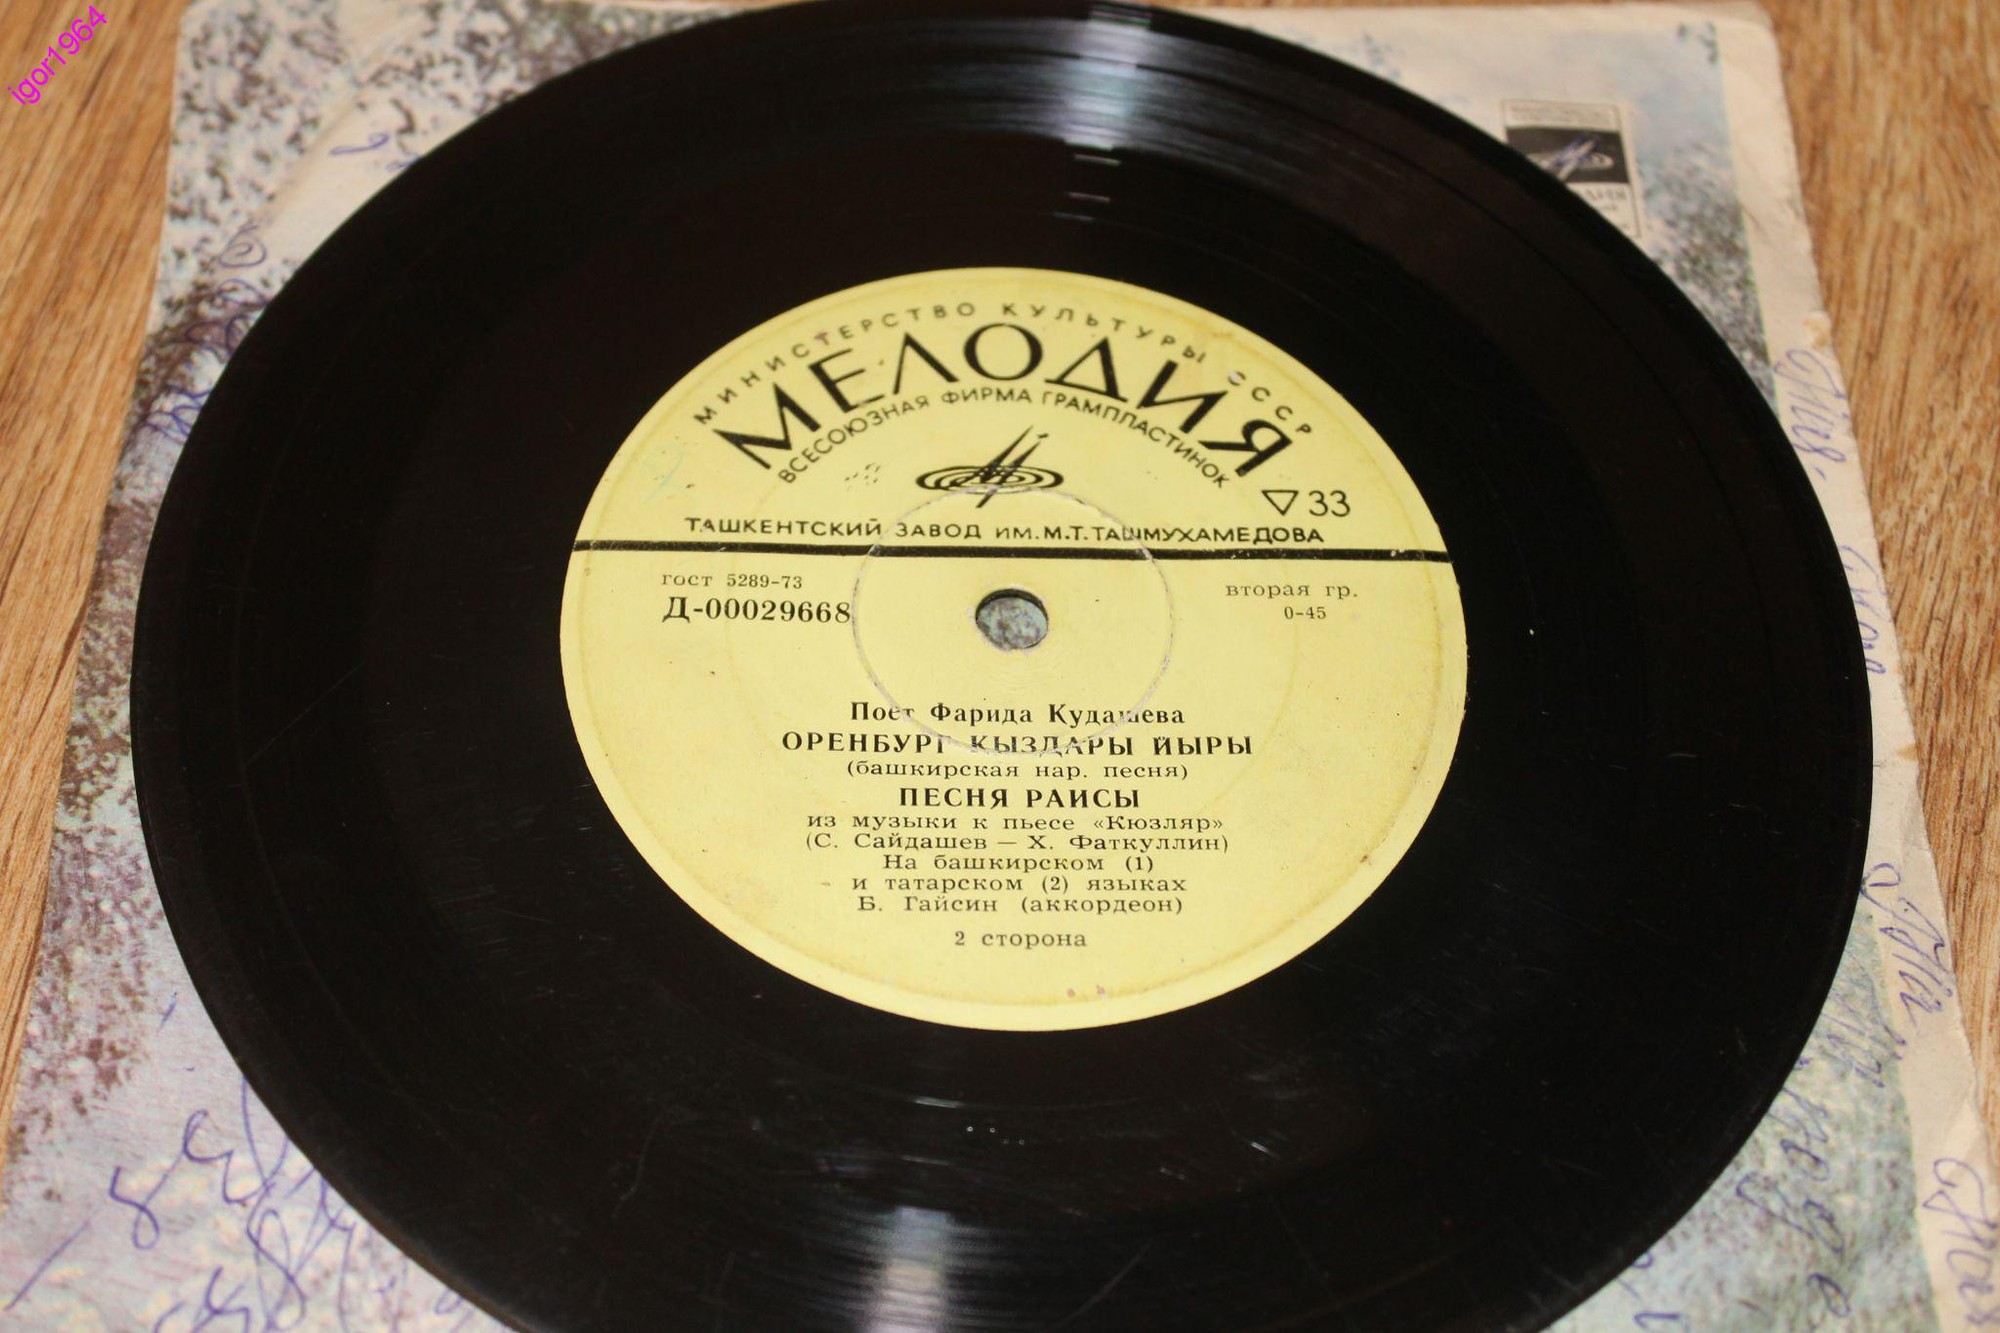 igor1964
МИНИСТЕРСТВО КУЛЬТУРЫ СССР
МЕЛОДИЯ
ВСЕСОЮЗНАЯ ФИРМА ГРАМПЛАСТИНОК
33
ТАШКЕНТСКИЙ ЗАВОД ИМ. М.Т. ТАШМУХАМЕДОВА
гост 5289-73
Д-00029668
вторая гр.
0-45
Поет Фарида Кудашева
ОРЕНБУРГ КЫЗДАРЫ ЙЫРЫ
(башкирская нар. песня)
ПЕСНЯ РАИСЫ
из музыки к пьесе «Кюзляр»
(С. Сайдашев — Х. Фаткуллин)
На башкирском (1)
и татарском (2) языках
Б. Гайсин (аккордеон)
2 сторона